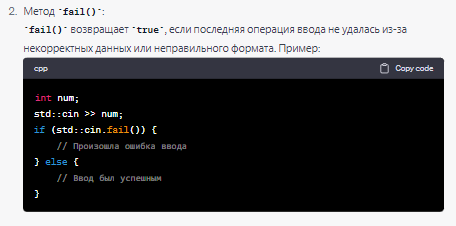 2. Метод `fail()`:
`fail()` возвращает `true`, если последняя операция ввода не удалась из-за
некорректных данных или неправильного формата. Пример:
cpp Copy code
int num;
std::cin >> num;
if (std::cin.fail()) {
    // Произошла ошибка ввода
} else {
    // Ввод был успешным
}